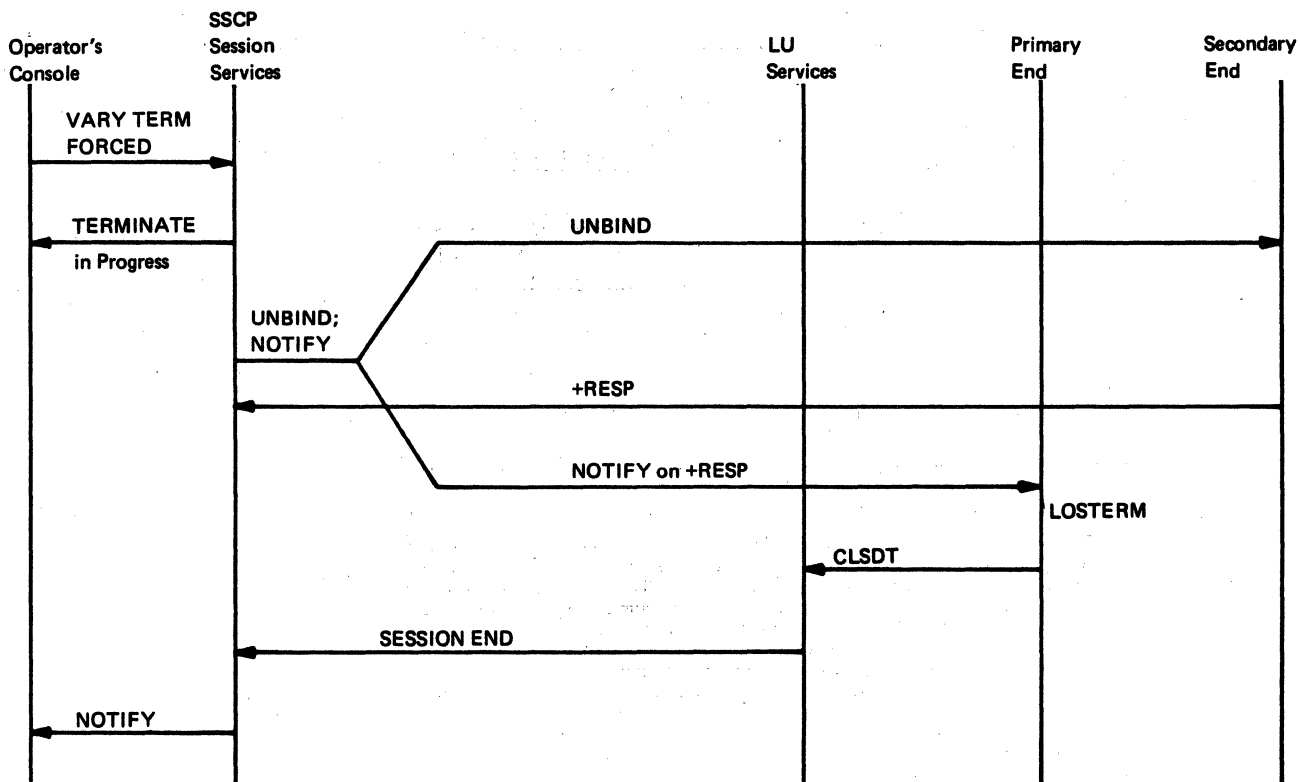 Operator's
Console
SSCP
Session
Services
LU
Services
Primary
End
Secondary
End
VARY TERM
FORCED
TERMINATE
in Progress
UNBIND
UNBIND;
NOTIFY
+RESP
NOTIFY on +RESP
LOSTERM
CLSDT
SESSION END
NOTIFY